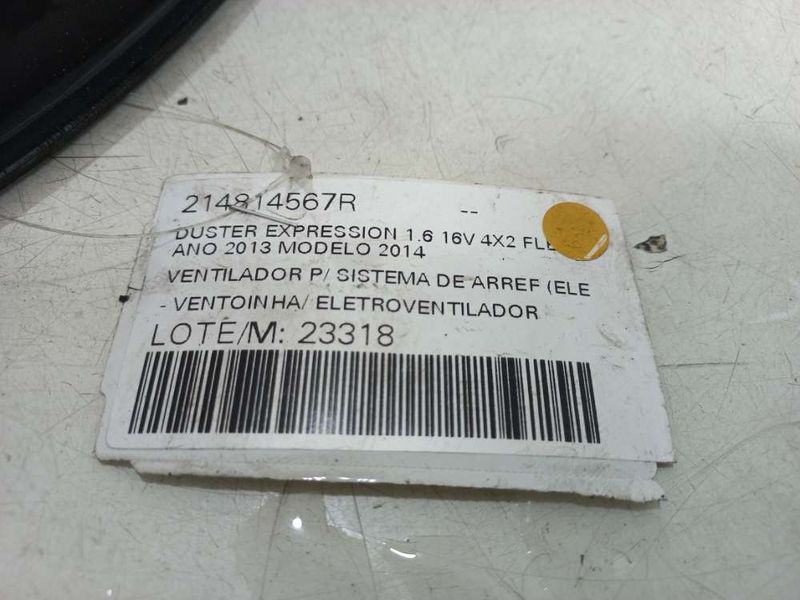 214814567R --
DUSTER EXPRESSION 1.6 16V 4X2
ANO 2013 MODELO 2014
VENTILADOR P/ SISTEMA DE ARREF (ELE
- VENTOINHA/ ELETROVENTILADOR
LOTE/M: 23318